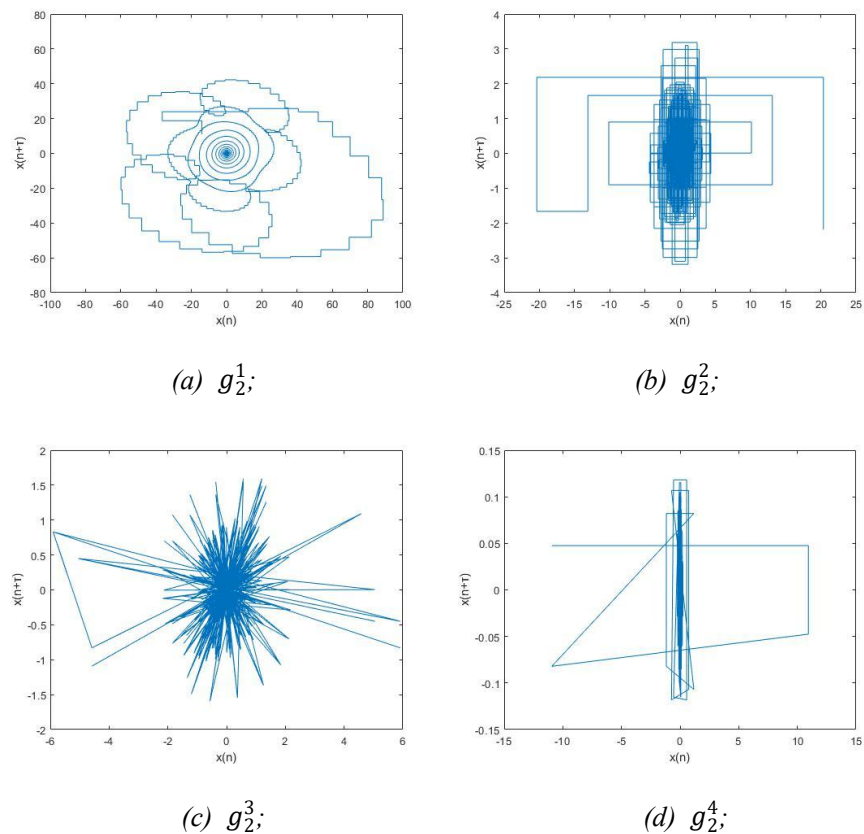 80
60
40
20
0
-20
-40
-60
-80
x(n+τ)
-100 -80 -60 -40 -20 0 20 40 60 80 100
x(n)
(a) g₂¹;
4
3
2
1
0
-1
-2
-3
-4
x(n+τ)
-25 -20 -15 -10 -5 0 5 10 15 20 25
x(n)
(b) g₂²;
2
1.5
1
0.5
0
-0.5
-1
-1.5
-2
x(n+τ)
-6 -4 -2 0 2 4 6
x(n)
(c) g₂³;
0.15
0.1
0.05
0
-0.05
-0.1
-0.15
x(n+τ)
-15 -10 -5 0 5 10 15
x(n)
(d) g₂⁴;